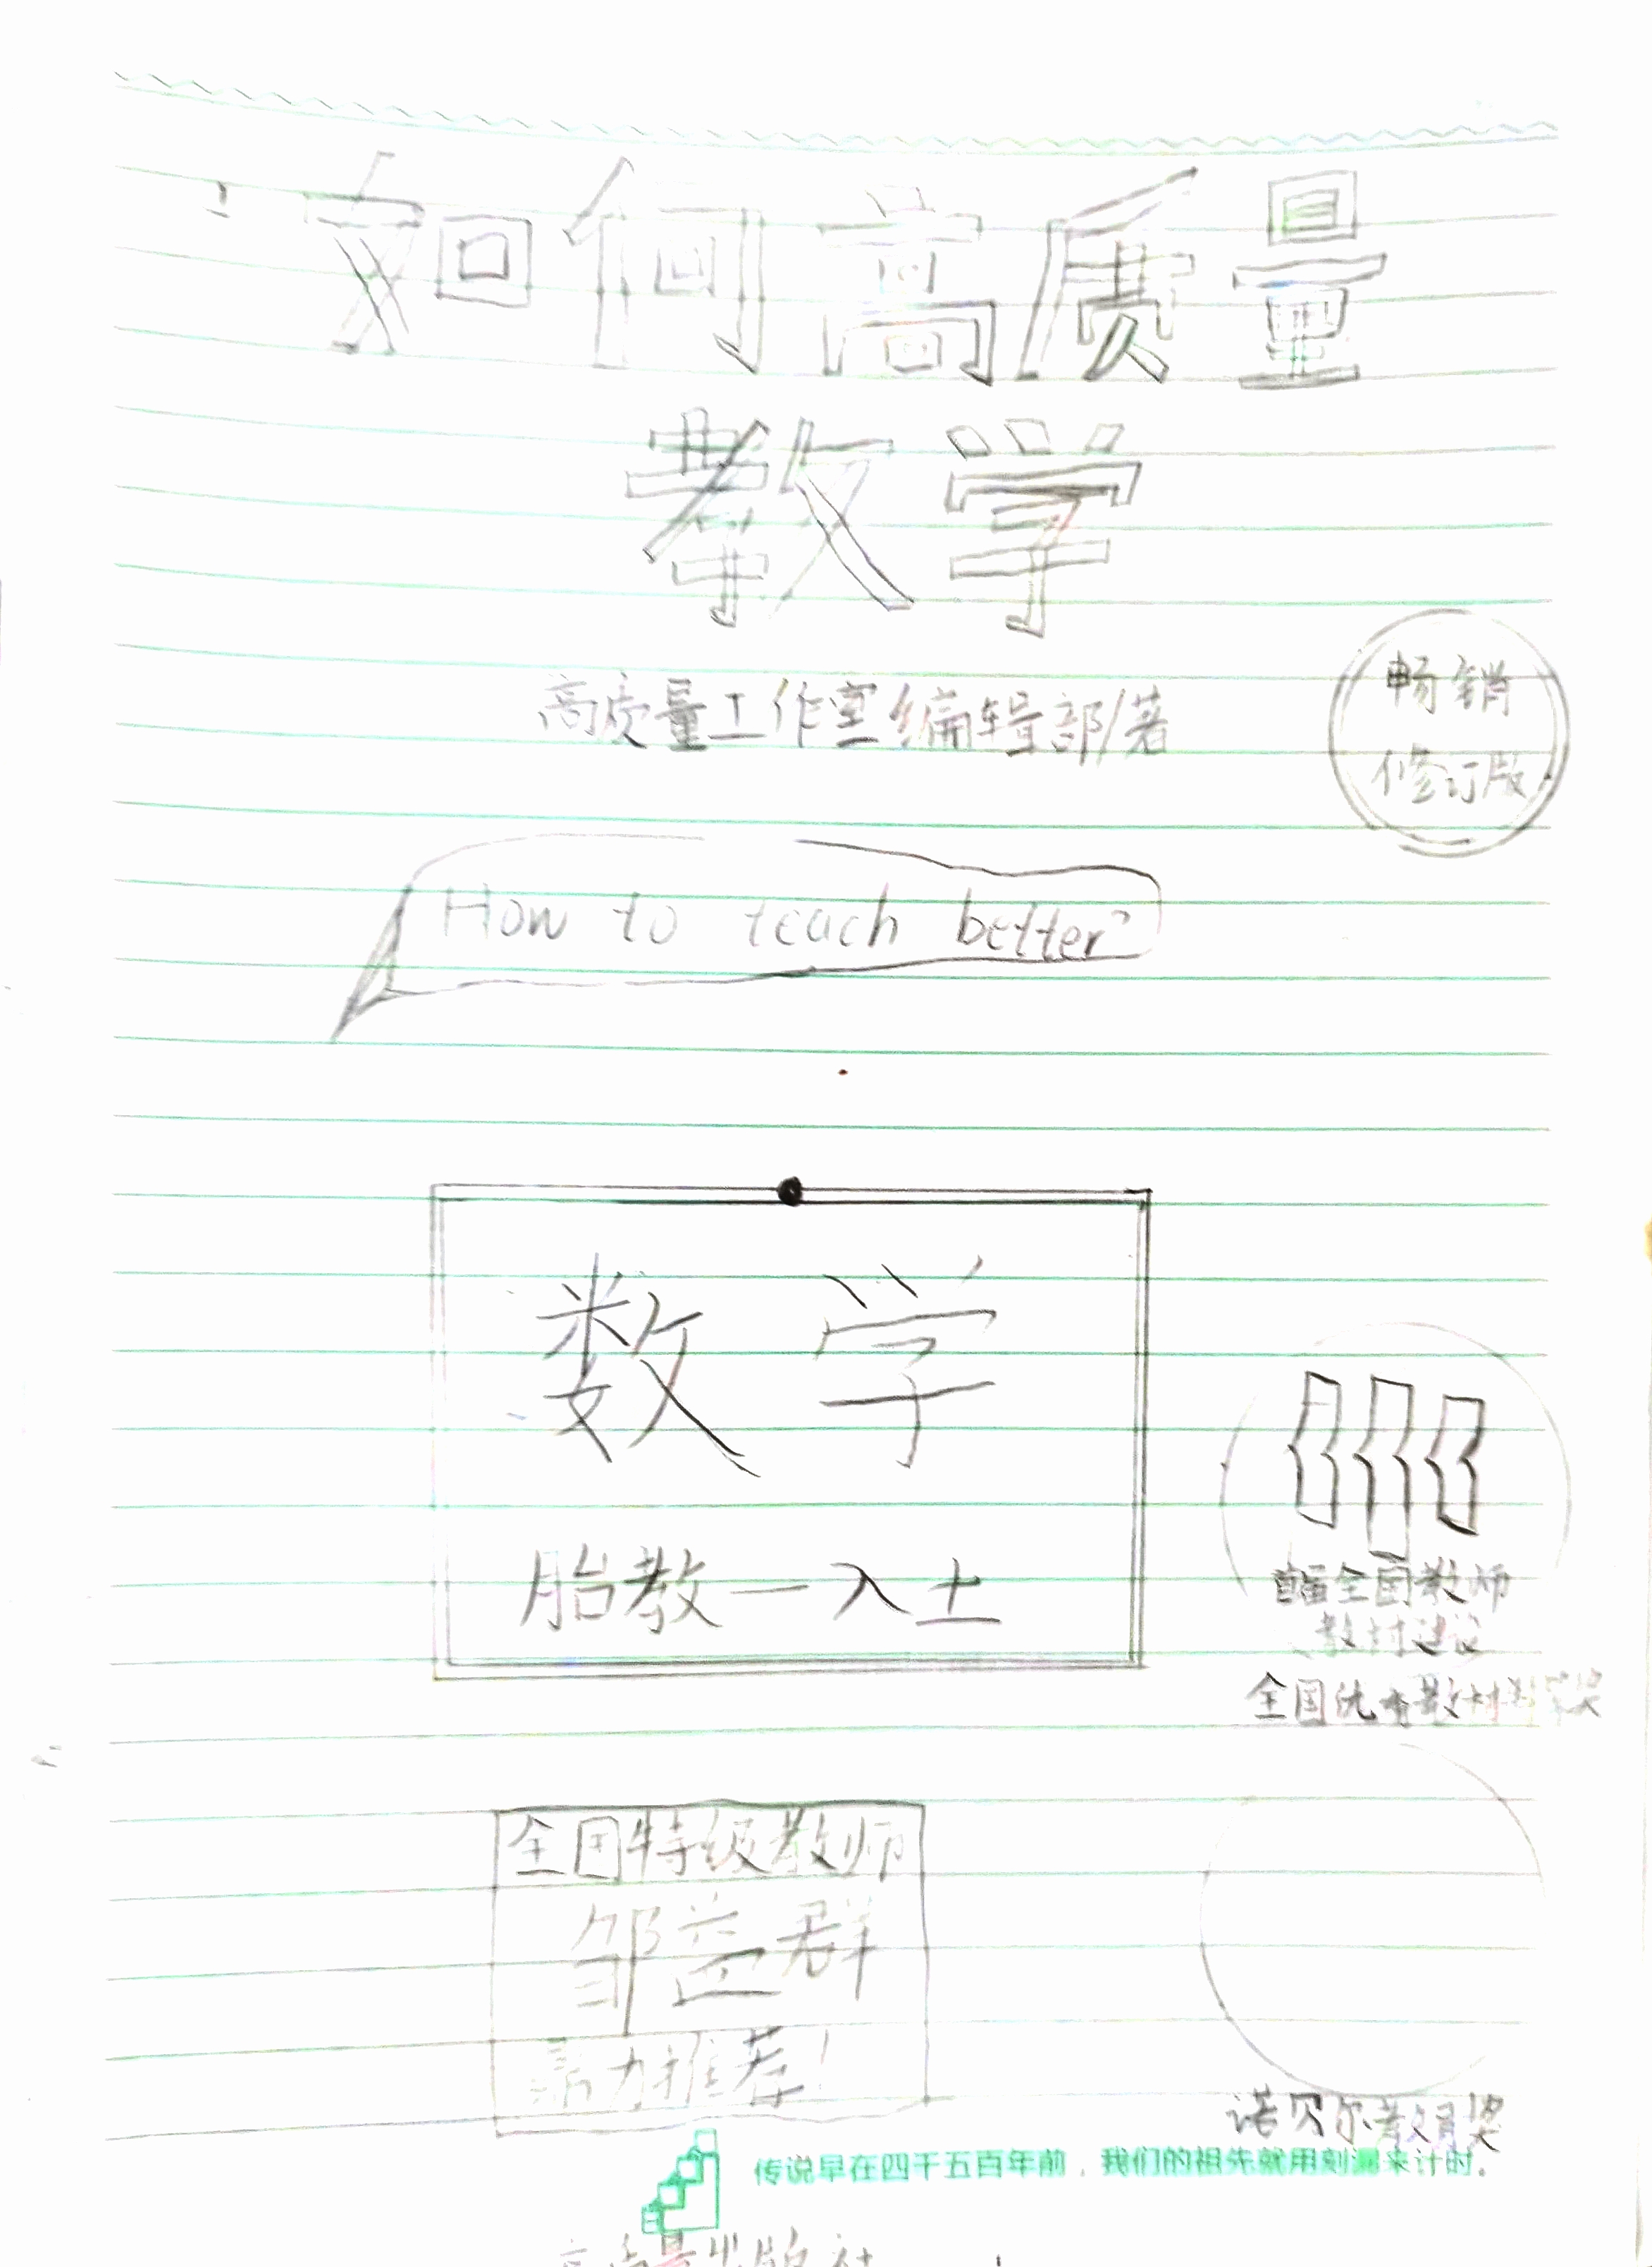 如何高质量
教学
高质量工作室编辑部/著
畅销
修订版
How to teach better?
数学
胎教—入土
首届全国教师
教材建设
全国优秀教材
全国特级教师
邹益群
鼎力推荐!
诺贝尔教育奖
传说早在四千五百年前，我们的祖先就用刻漏来计时。
高质量出版社